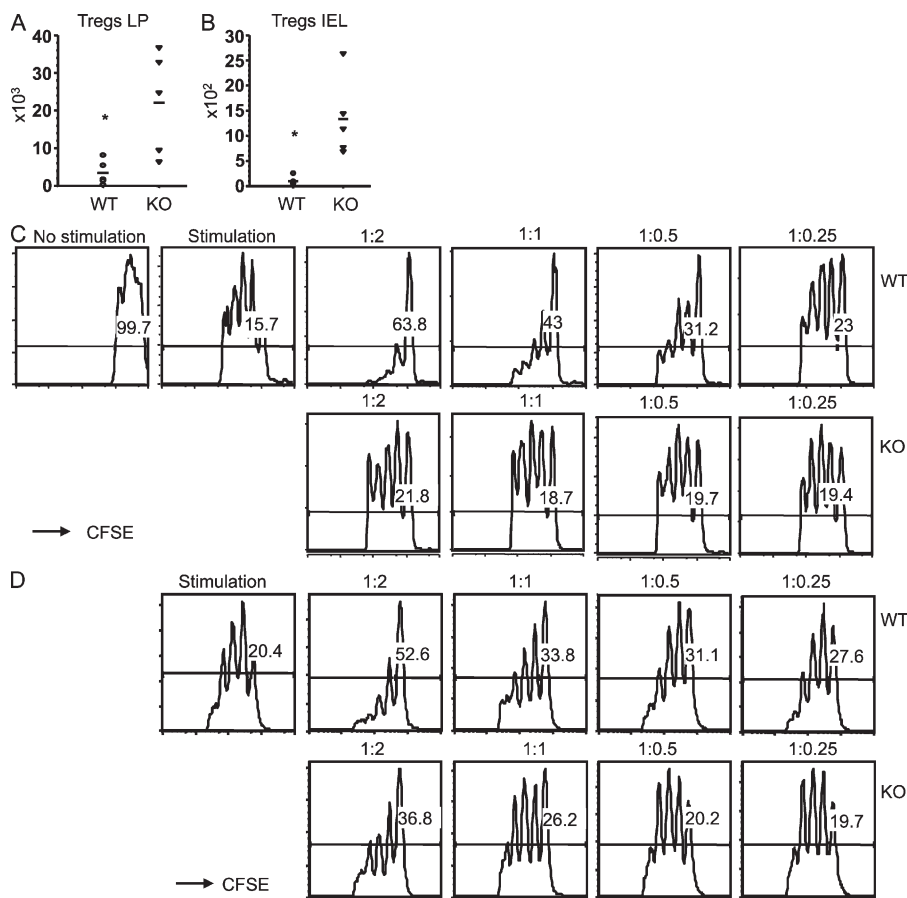 A Tregs LP B Tregs IEL
40 30
25
30
20
x10³ 20 x10² 15
* *
10
10
5
0 0
WT KO WT KO
C No stimulation Stimulation 1:2 1:1 1:0.5 1:0.25
WT
99.7 15.7 63.8 43 31.2 23
1:2 1:1 1:0.5 1:0.25
KO
21.8 18.7 19.7 19.4
CFSE
D Stimulation 1:2 1:1 1:0.5 1:0.25
WT
20.4 52.6 33.8 31.1 27.6
1:2 1:1 1:0.5 1:0.25
KO
36.8 26.2 20.2 19.7
CFSE